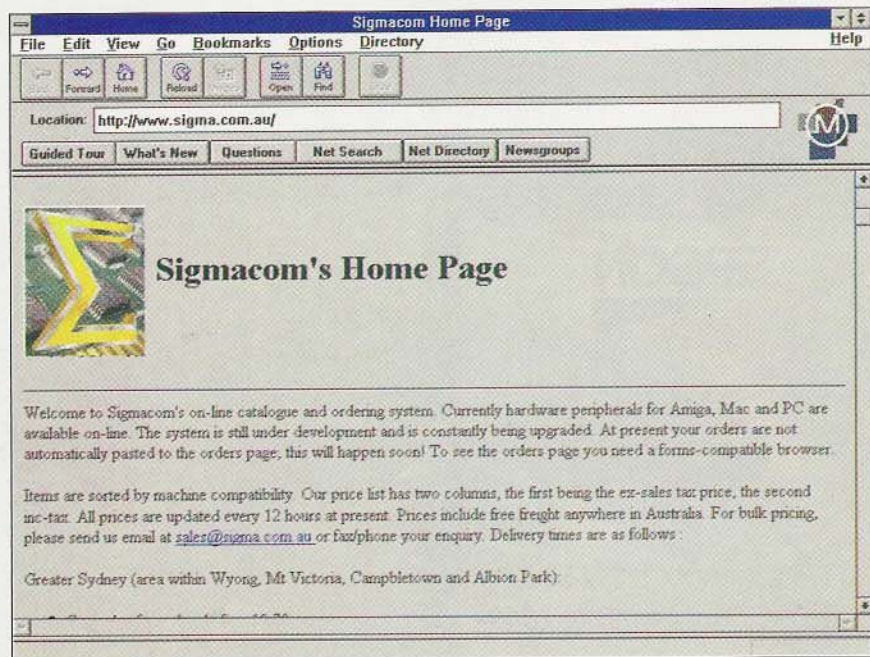 Sigmacom Home Page
File Edit View Go Bookmarks Options Directory Help
Forward Home Reload Open Find
Location: http://www.sigma.com.au/
M
Guided Tour What's New Questions Net Search Net Directory Newsgroups
Sigmacom's Home Page
Welcome to Sigmacom's on-line catalogue and ordering system. Currently hardware peripherals for Amiga, Mac and PC are
available on-line. The system is still under development and is constantly being upgraded. At present your orders are not
automatically pasted to the orders page, this will happen soon! To see the orders page you need a forms-compatible browser.
Items are sorted by machine compatibility. Our price list has two columns, the first being the ex-sales tax price, the second
inc-tax. All prices are updated every 12 hours at present. Prices include free freight anywhere in Australia. For bulk pricing,
please send us email at sales@sigma.com.au or fax/phone your enquiry. Delivery times are as follows :
Greater Sydney (area within Wyong, Mt Victoria, Campbletown and Albion Park):